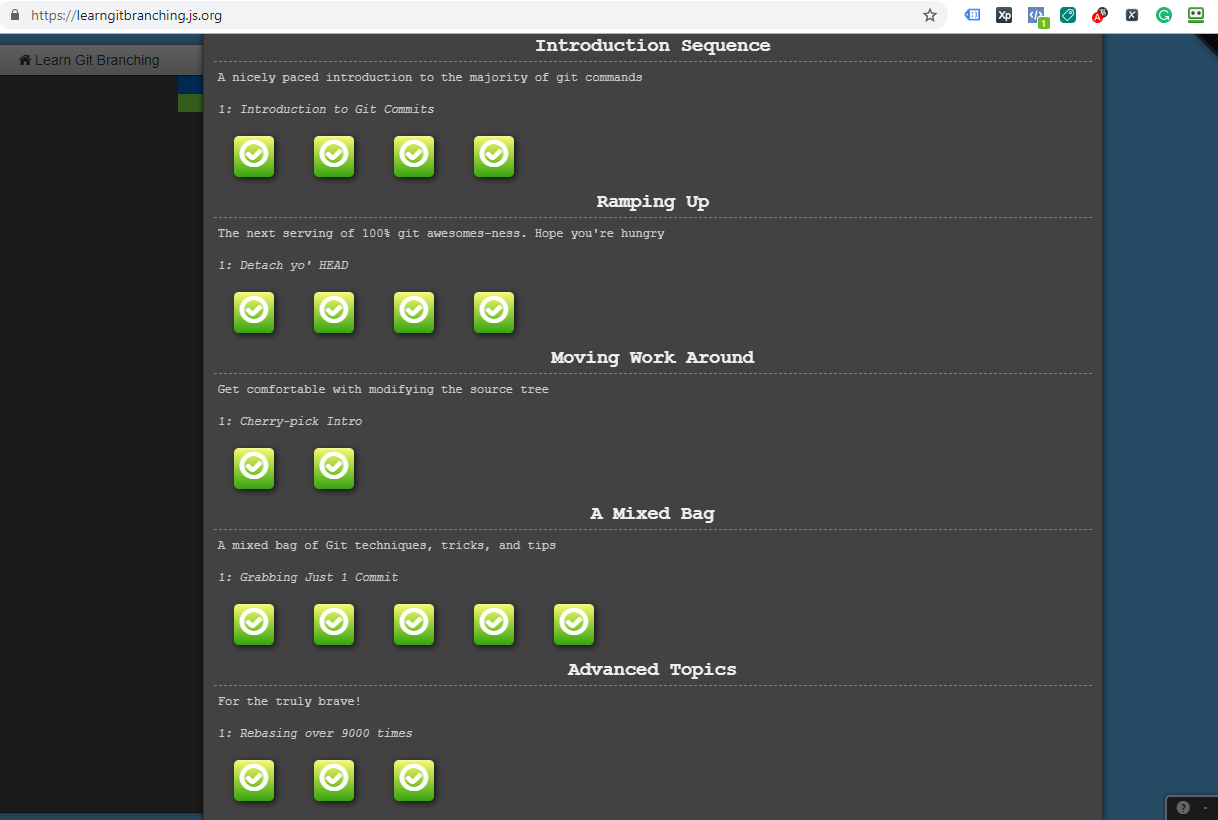 https://learngitbranching.js.org
Xp
1
15
A
X
G
Learn Git Branching
Introduction Sequence
A nicely paced introduction to the majority of git commands
1: Introduction to Git Commits
Ramping Up
The next serving of 100% git awesomes-ness. Hope you're hungry
1: Detach yo' HEAD
Moving Work Around
Get comfortable with modifying the source tree
1: Cherry-pick Intro
A Mixed Bag
A mixed bag of Git techniques, tricks, and tips
1: Grabbing Just 1 Commit
Advanced Topics
For the truly brave!
1: Rebasing over 9000 times
?